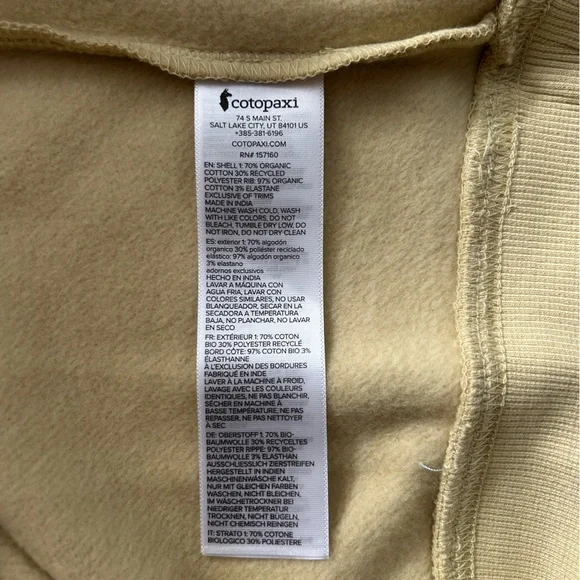 cotopaxi
74 S MAIN ST.
SALT LAKE CITY, UT 84101 US
+385-381-6196
COTOPAXI.COM
RN# 157160
EN: SHELL 1: 70% ORGANIC
COTTON 30% RECYCLED
POLYESTER RIB: 97% ORGANIC
COTTON 3% ELASTANE
EXCLUSIVE OF TRIMS
MADE IN INDIA
MACHINE WASH COLD, WASH
WITH LIKE COLORS, DO NOT
BLEACH, TUMBLE DRY LOW, DO
NOT IRON, DO NOT DRY CLEAN
ES: exterior 1: 70% algodón
organico 30% poliéster reciclado
elástico: 97% algodón organico
3% elastano
adornos exclusivos
HECHO EN INDIA
LAVAR A MÁQUINA CON
AGUA FRIA, LAVAR CON
COLORES SIMILARES, NO USAR
BLANQUEADOR, SECAR EN LA
SECADORA A TEMPERATURA
BAJA, NO PLANCHAR, NO LAVAR
EN SECO
FR: EXTÉRIEUR 1: 70% COTON
BIO 30% POLYESTER RECYCLÉ
BORD CÔTE: 97% COTON BIO 3%
ÉLASTHANNE
À L'EXCLUSION DES BORDURES
FABRIQUÉ EN INDE
LAVER À LA MACHINE À FROID,
LAVAGE AVEC LES COULEURS
IDENTIQUES, NE PAS BLANCHIR,
SÉCHER EN MACHINE À
BASSE TEMPÉRATURE, NE PAS
REPASSER, NE PAS NETTOYER
À SEC
DE: OBERSTOFF 1: 70% BIO-
BAUMWOLLE 30% RECYCELTES
POLYESTER RIPPE: 97% BIO-
BAUMWOLLE 3% ELASTHAN
AUSSCHLIESSLICH ZIERSTREIFEN
HERGESTELLT IN INDIEN
MASCHINENWÄSCHE KALT,
NUR MIT GLEICHEN FARBEN
WASCHEN, NICHT BLEICHEN,
IM WÄSCHETROCKNER BEI
NIEDRIGER TEMPERATUR
TROCKNEN, NICHT BÜGELN,
NICHT CHEMISCH REINIGEN
IT: STRATO 1: 70% COTONE
BIOLOGICO 30% POLIESTERE